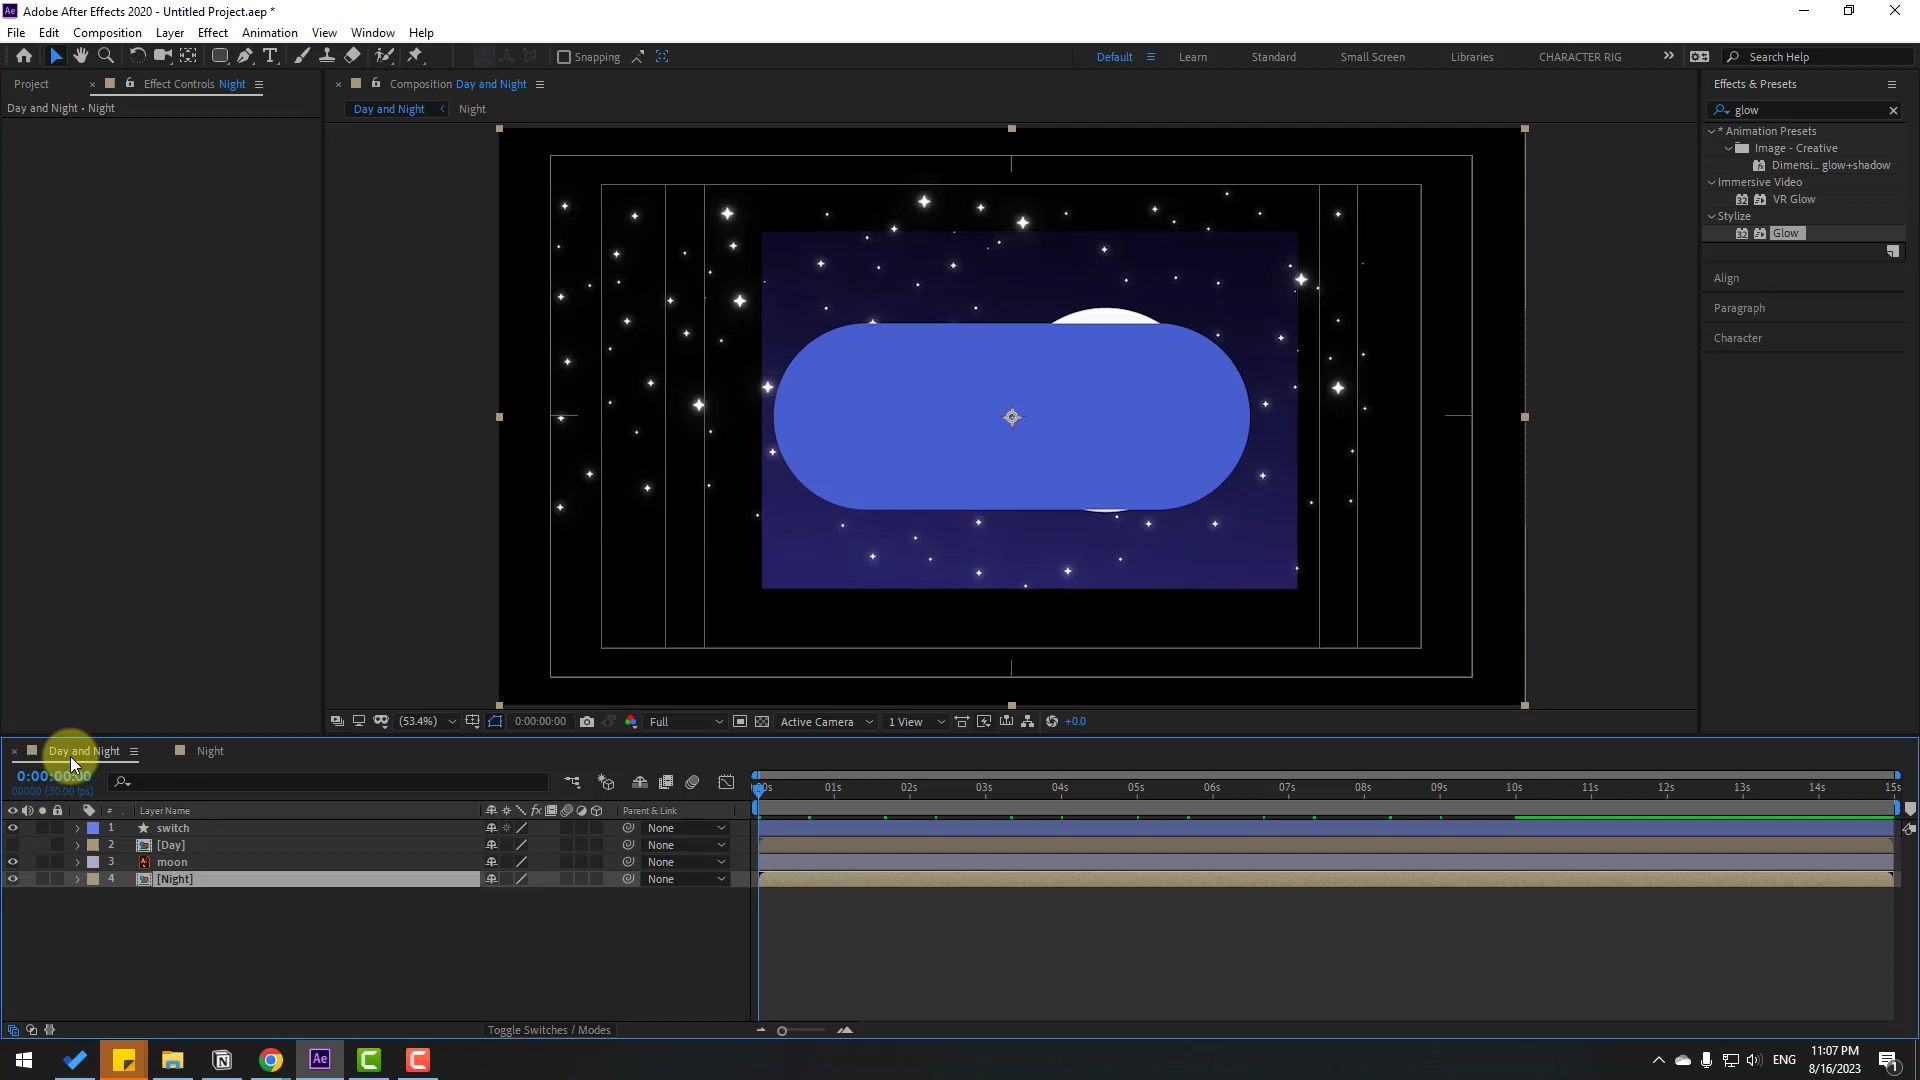 Adobe After Effects 2020 - Untitled Project.aep *
File Edit Composition Layer Effect Animation View Window Help
Snapping
Default Learn Standard Small Screen Libraries CHARACTER RIG Search Help
Project Effect Controls Night
Day and Night • Night
Composition Day and Night
Day and Night Night
Effects & Presets
glow
* Animation Presets
Image - Creative
Dimensi... glow+shadow
Immersive Video
VR Glow
Stylize
Glow
Align
Paragraph
Character
(53.4%) 0:00:00:00 Full Active Camera 1 View +0.0
Day and Night Night
0:00:00:00
00000 (30.00 fps)
:00s 01s 02s 03s 04s 05s 06s 07s 08s 09s 10s 11s 12s 13s 14s 15s
# Layer Name fx Parent & Link
1 switch None
2 [Day] None
3 moon None
4 [Night] None
Toggle Switches / Modes
ENG
11:07 PM
8/16/2023
1